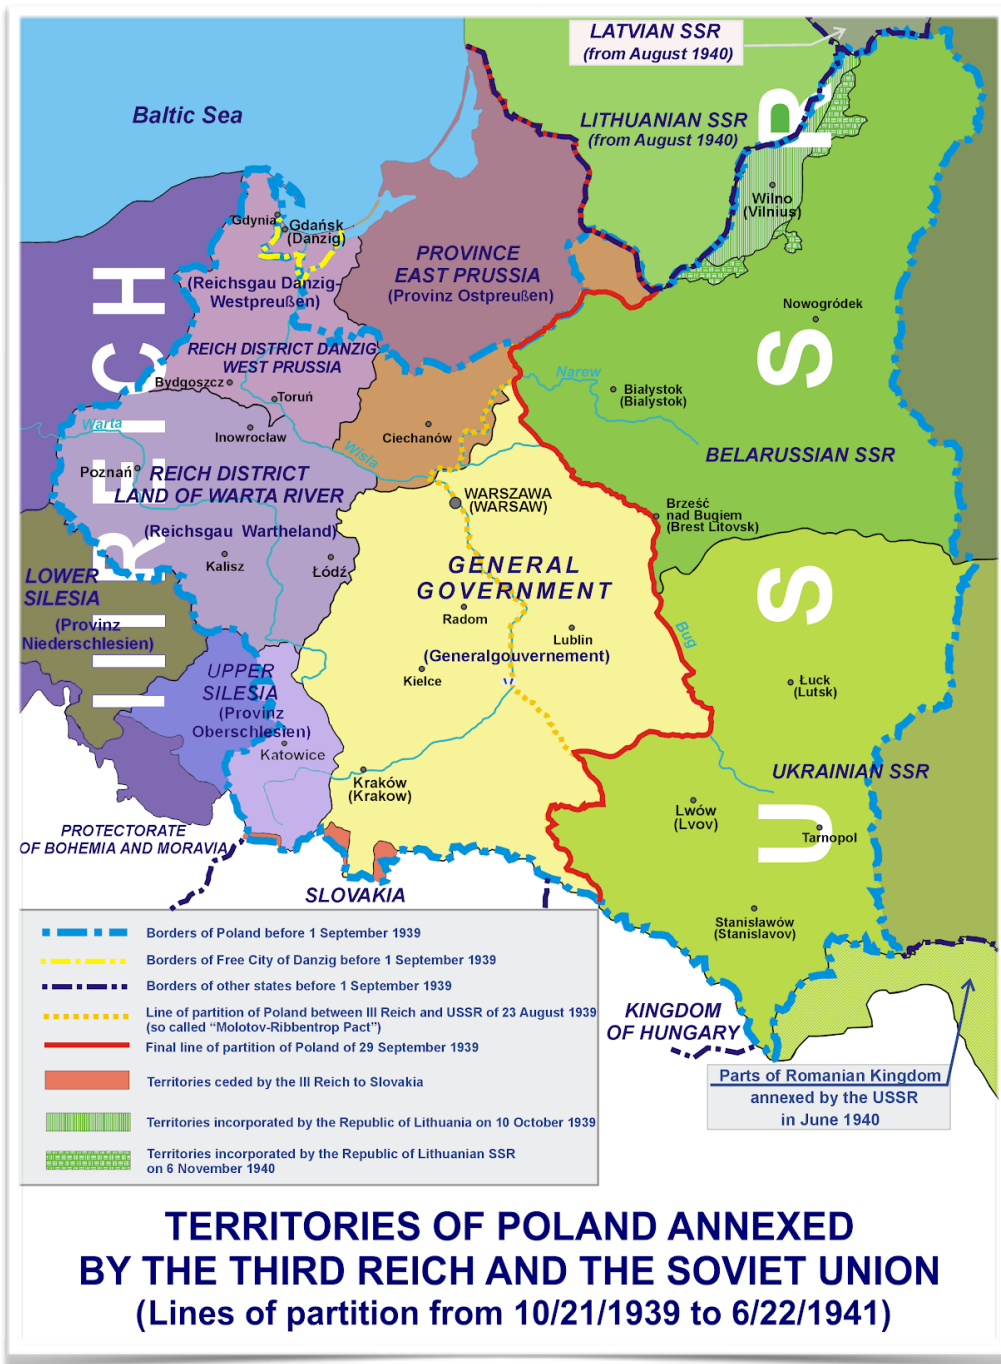 LATVIAN SSR
(from August 1940)
Baltic Sea
LITHUANIAN SSR
(from August 1940)
Wilno
(Vilnius)
Gdynia
Gdańsk
(Danzig)
PROVINCE
EAST PRUSSIA
(Provinz Ostpreußen)
(Reichsgau Danzig-
Westpreußen)
Nowogródek
REICH DISTRICT DANZIG
WEST PRUSSIA
Narew
Bydgoszcz
Toruń
Białystok
(Bialystok)
Warta
Inowrocław
Ciechanów
Wisla
BELARUSSIAN SSR
Poznań
REICH DISTRICT
LAND OF WARTA RIVER
WARSZAWA
(WARSAW)
Brześć
nad Bugiem
(Brest Litovsk)
(Reichsgau Wartheland)
Kalisz
Łódź
GENERAL
GOVERNMENT
LOWER
SILESIA
(Provinz
Niederschlesien)
Radom
Lublin
Bug
(Generalgouvernement)
UPPER
SILESIA
(Provinz
Oberschlesien)
Kielce
Łuck
(Lutsk)
Katowice
III REICH
USSR
Kraków
(Krakow)
UKRAINIAN SSR
Lwów
(Lvov)
Tarnopol
PROTECTORATE
OF BOHEMIA AND MORAVIA
SLOVAKIA
Stanisławów
(Stanislavov)
KINGDOM
OF HUNGARY
Parts of Romanian Kingdom
annexed by the USSR
in June 1940
Borders of Poland before 1 September 1939
Borders of Free City of Danzig before 1 September 1939
Borders of other states before 1 September 1939
Line of partition of Poland between III Reich and USSR of 23 August 1939
(so called “Molotov-Ribbentrop Pact”)
Final line of partition of Poland of 29 September 1939
Territories ceded by the III Reich to Slovakia
Territories incorporated by the Republic of Lithuania on 10 October 1939
Territories incorporated by the Republic of Lithuanian SSR
on 6 November 1940
TERRITORIES OF POLAND ANNEXED
BY THE THIRD REICH AND THE SOVIET UNION
(Lines of partition from 10/21/1939 to 6/22/1941)